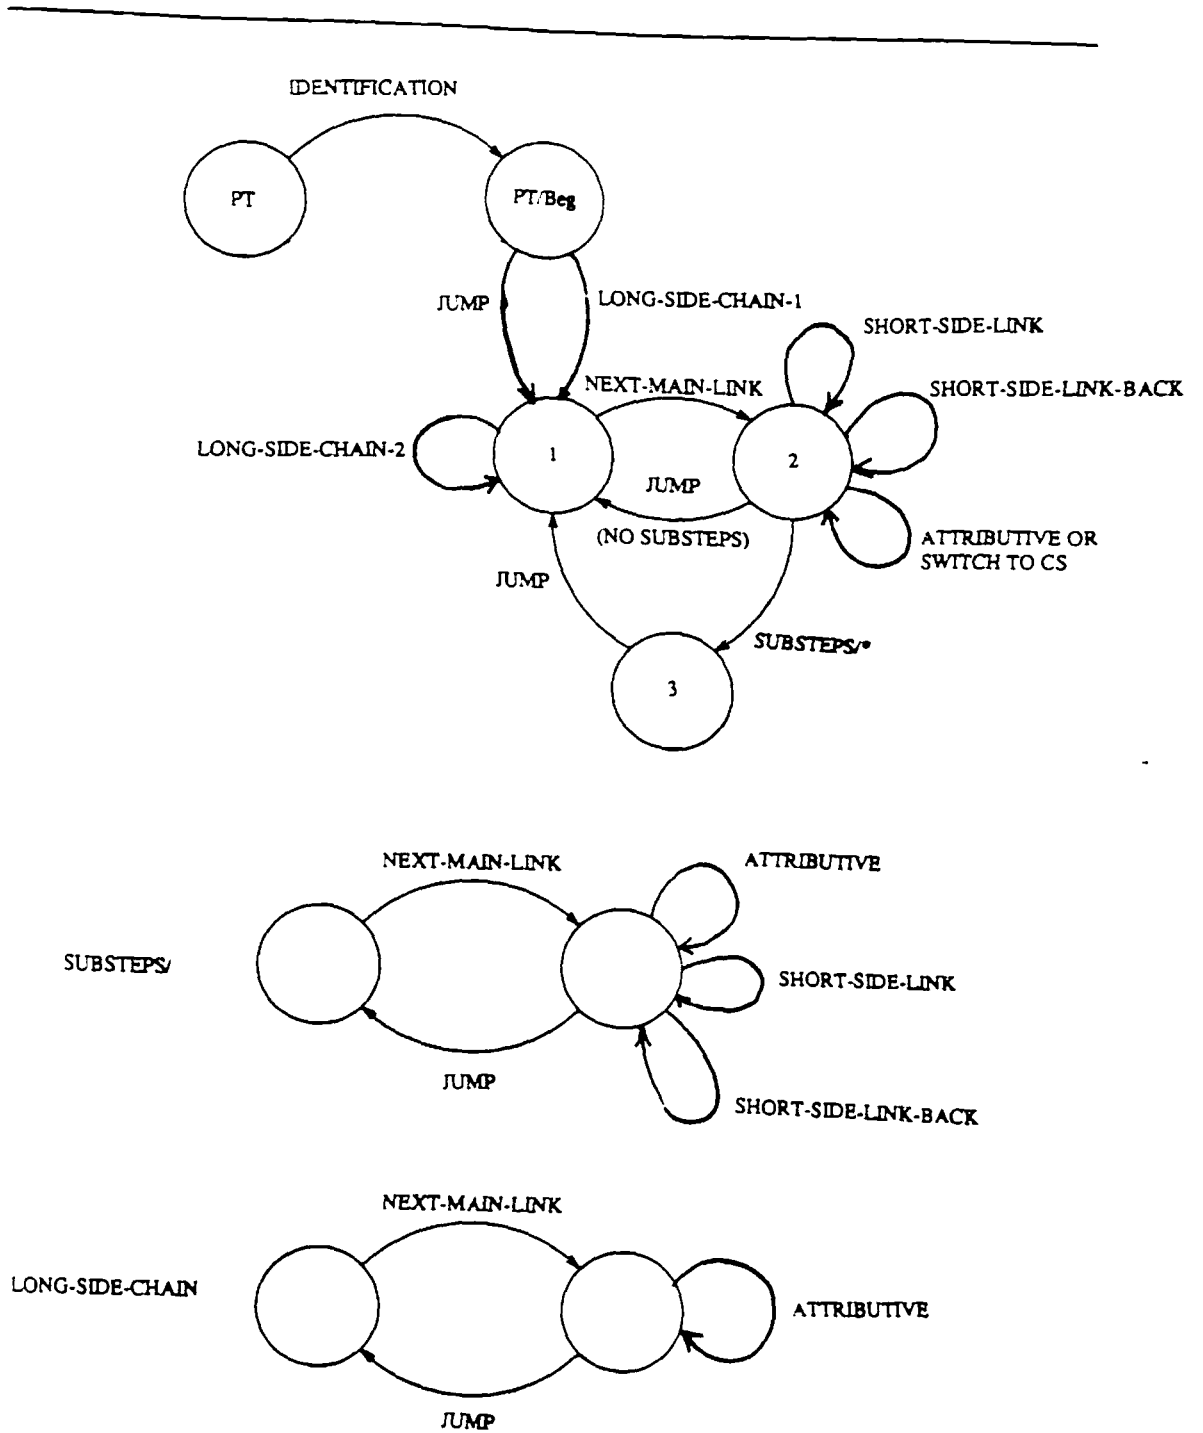 IDENTIFICATION
PT
PT/Beg
JUMP
LONG-SIDE-CHAIN-1
SHORT-SIDE-LINK
NEXT-MAIN-LINK
SHORT-SIDE-LINK-BACK
LONG-SIDE-CHAIN-2
1
2
JUMP
(NO SUBSTEPS)
ATTRIBUTIVE OR
SWITCH TO CS
JUMP
SUBSTEPS/*
3
NEXT-MAIN-LINK
ATTRIBUTIVE
SUBSTEPS/
SHORT-SIDE-LINK
JUMP
SHORT-SIDE-LINK-BACK
NEXT-MAIN-LINK
LONG-SIDE-CHAIN
ATTRIBUTIVE
JUMP